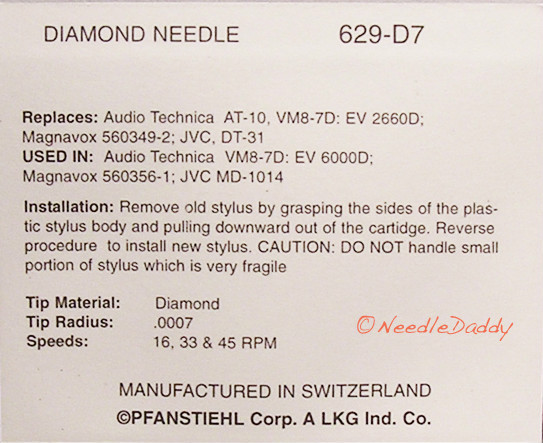 DIAMOND NEEDLE 629-D7
Replaces: Audio Technica AT-10, VM8-7D: EV 2660D;
Magnavox 560349-2; JVC, DT-31
USED IN: Audio Technica VM8-7D: EV 6000D;
Magnavox 560356-1; JVC MD-1014
Installation: Remove old stylus by grasping the sides of the plas-
tic stylus body and pulling downward out of the cartidge. Reverse
procedure to install new stylus. CAUTION: DO NOT handle small
portion of stylus which is very fragile
Tip Material: Diamond
Tip Radius: .0007
Speeds: 16, 33 & 45 RPM
© NeedleDaddy
MANUFACTURED IN SWITZERLAND
©PFANSTIEHL Corp. A LKG Ind. Co.